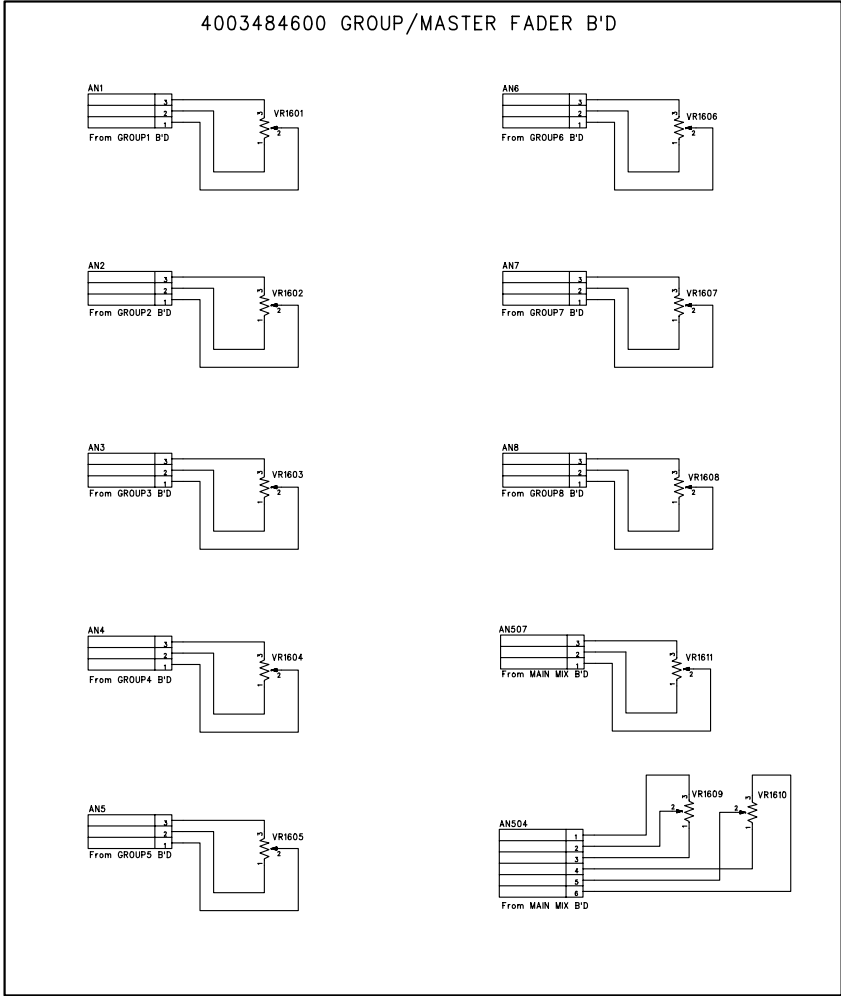 4003484600 GROUP/MASTER FADER B'D
AN1
3
2
1
From GROUP1 B'D
3
VR1601
2
1
AN6
3
2
1
From GROUP6 B'D
3
VR1606
2
1
AN2
3
2
1
From GROUP2 B'D
3
VR1602
2
1
AN7
3
2
1
From GROUP7 B'D
3
VR1607
2
1
AN3
3
2
1
From GROUP3 B'D
3
VR1603
2
1
AN8
3
2
1
From GROUP8 B'D
3
VR1608
2
1
AN4
3
2
1
From GROUP4 B'D
3
VR1604
2
1
AN507
3
2
1
From MAIN MIX B'D
3
VR1611
2
1
AN5
3
2
1
From GROUP5 B'D
3
VR1605
2
1
AN504
1
2
3
4
5
6
From MAIN MIX B'D
3
VR1609
2
1
3
VR1610
2
1